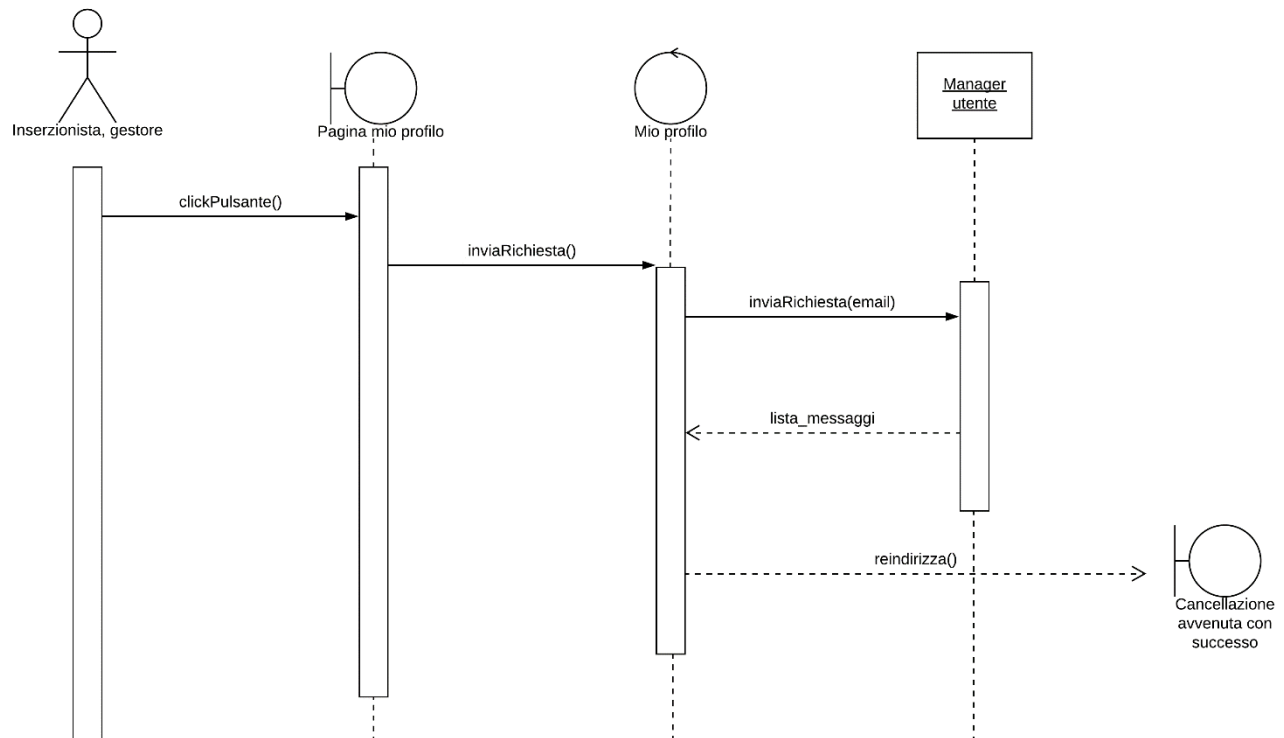 Inserzionista, gestore
Pagina mio profilo
Mio profilo
Manager
utente
clickPulsante()
inviaRichiesta()
inviaRichiesta(email)
lista_messaggi
reindirizza()
Cancellazione
avvenuta con
successo